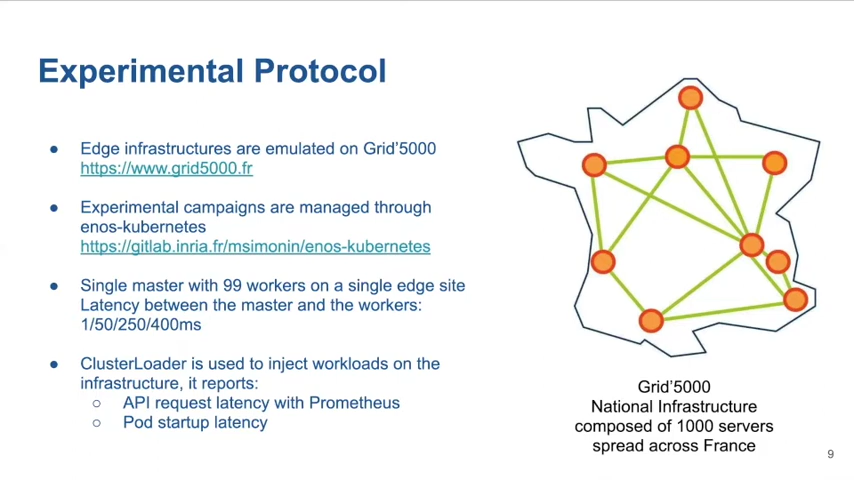 Experimental Protocol
● Edge infrastructures are emulated on Grid'5000
https://www.grid5000.fr
● Experimental campaigns are managed through
enos-kubernetes
https://gitlab.inria.fr/msimonin/enos-kubernetes
● Single master with 99 workers on a single edge site
Latency between the master and the workers:
1/50/250/400ms
● ClusterLoader is used to inject workloads on the
infrastructure, it reports:
○ API request latency with Prometheus
○ Pod startup latency
Grid'5000
National Infrastructure
composed of 1000 servers
spread across France
9